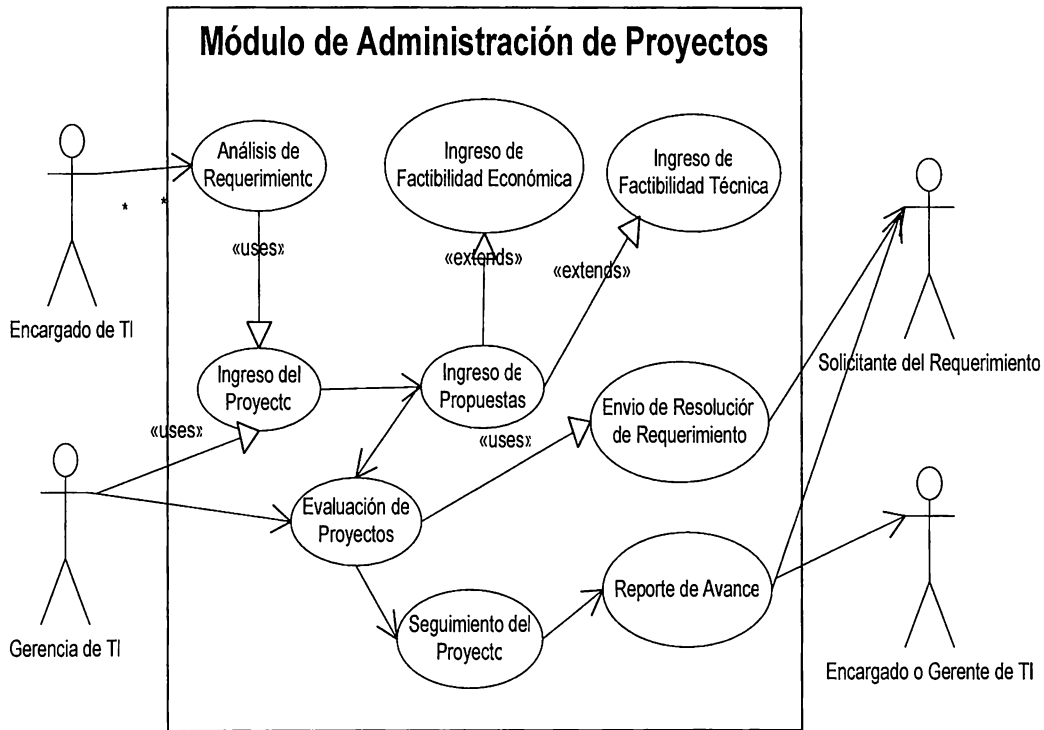 Módulo de Administración de Proyectos
Análisis de
Requerimiento
Ingreso de
Factibilidad Económica
Ingreso de
Factibilidad Técnica
* *
«uses»
«extends»
«extends»
Encargado de TI
Solicitante del Requerimiento
Ingreso del
Proyecto
Ingreso de
Propuestas
Envio de Resolución
de Requerimiento
«uses»
«uses»
Evaluación de
Proyectos
Reporte de Avance
Seguimiento del
Proyecto
Gerencia de TI
Encargado o Gerente de TI